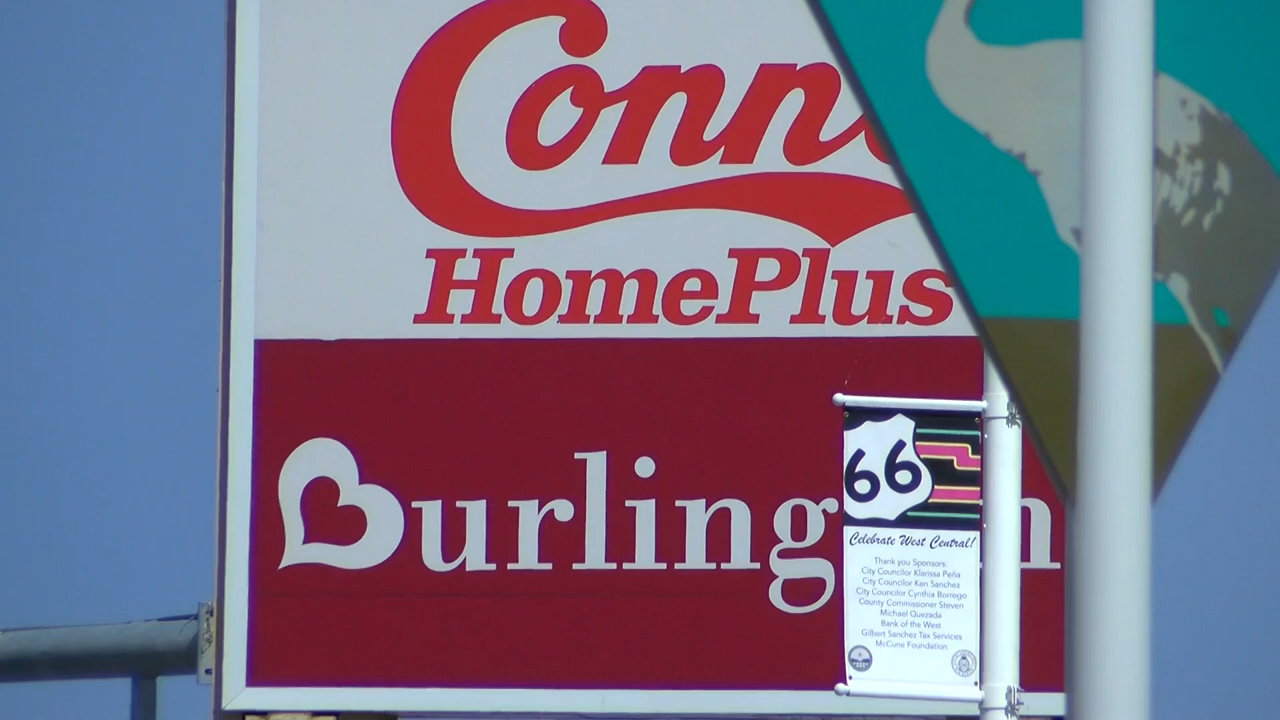 Conn
HomePlus
Burling n
66
Celebrate West Central!
Thank you Sponsors:
City Councilor Klarissa Peña
City Councilor Ken Sanchez
City Councilor Cynthia Borrego
County Commissioner Steven
Michael Quezada
Bank of the West
Gilbert Sanchez Tax Services
McCune Foundation